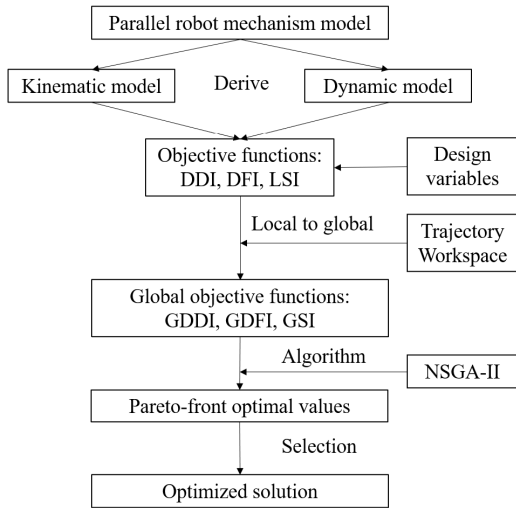 Parallel robot mechanism model
Kinematic model
Derive
Dynamic model
Objective functions:
DDI, DFI, LSI
Design
variables
Local to global
Trajectory
Workspace
Global objective functions:
GDDI, GDFI, GSI
Algorithm
NSGA-II
Pareto-front optimal values
Selection
Optimized solution